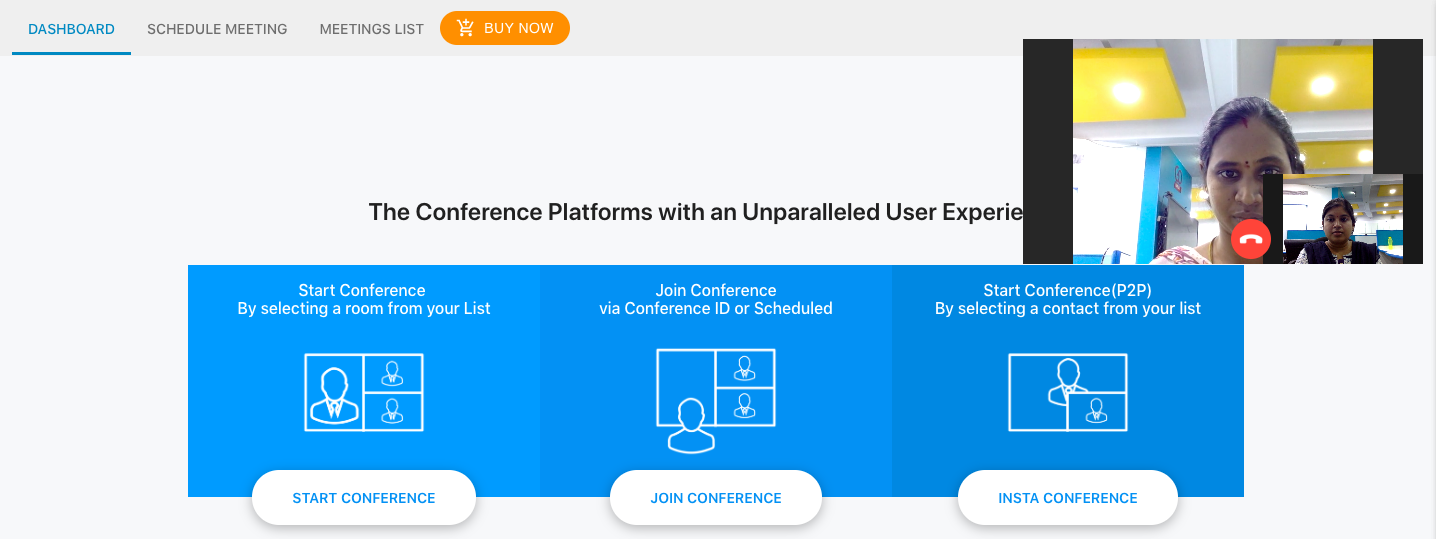 DASHBOARD
SCHEDULE MEETING
MEETINGS LIST
BUY NOW
The Conference Platforms with an Unparalleled User
Start Conference
By selecting a room from your List
Join Conference
via Conference ID or Scheduled
Start Conference(P2P)
By selecting a contact from your list
START CONFERENCE
JOIN CONFERENCE
INSTA CONFERENCE